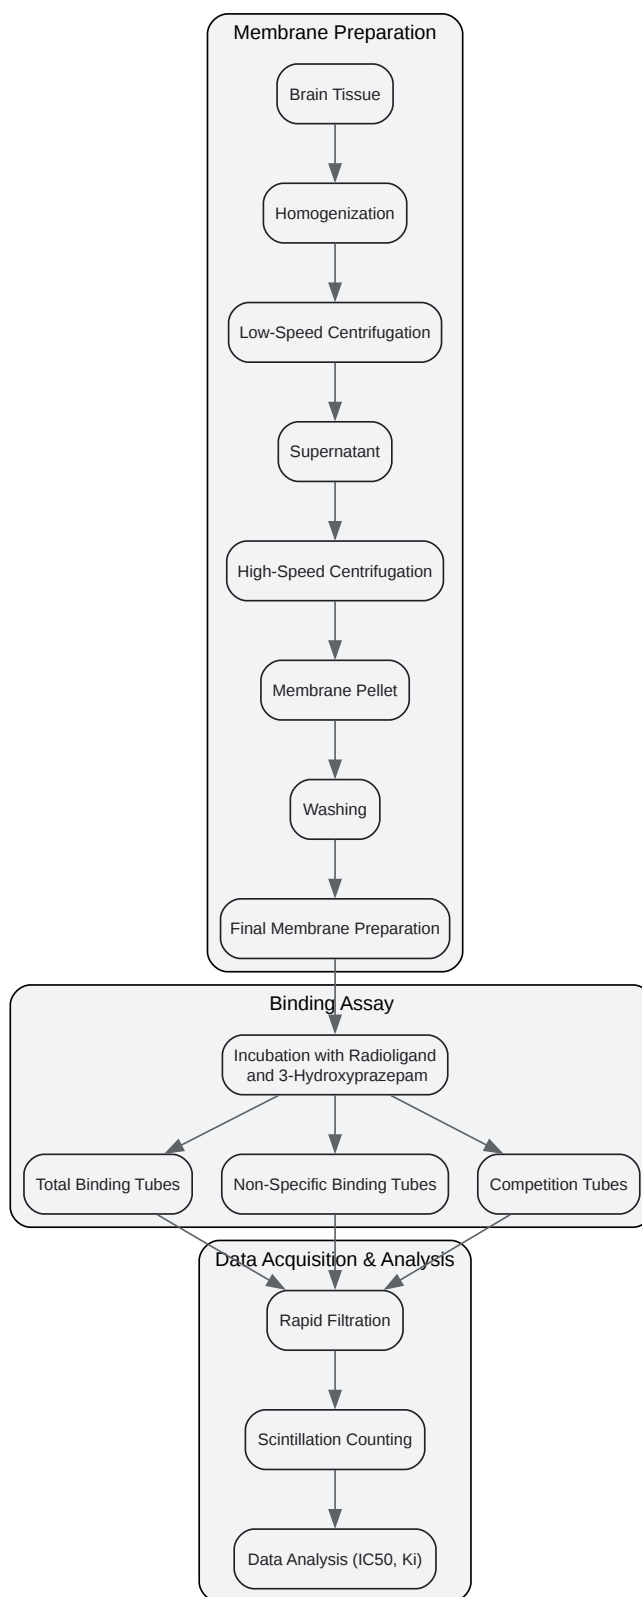 Membrane Preparation
Brain Tissue
Homogenization
Low-Speed Centrifugation
Supernatant
High-Speed Centrifugation
Membrane Pellet
Washing
Final Membrane Preparation
Binding Assay
Incubation with Radioligand
and 3-Hydroxyprazepam
Total Binding Tubes
Non-Specific Binding Tubes
Competition Tubes
Data Acquisition & Analysis
Rapid Filtration
Scintillation Counting
Data Analysis (IC50, Ki)